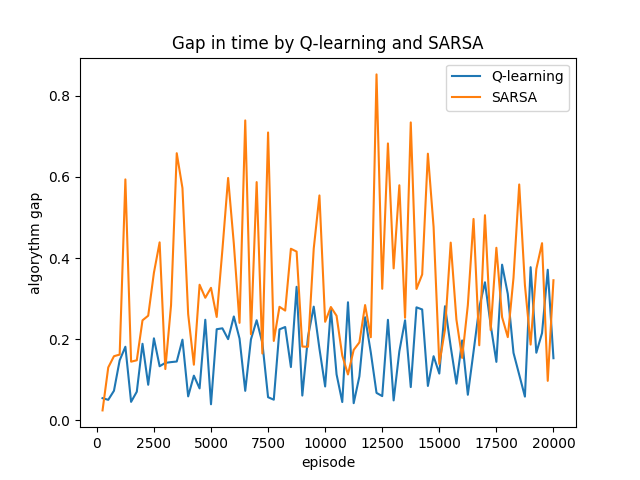 Gap in time by Q-learning and SARSA
Q-learning
SARSA
algorythm gap
0.8
0.6
0.4
0.2
0.0
0 2500 5000 7500 10000 12500 15000 17500 20000
episode